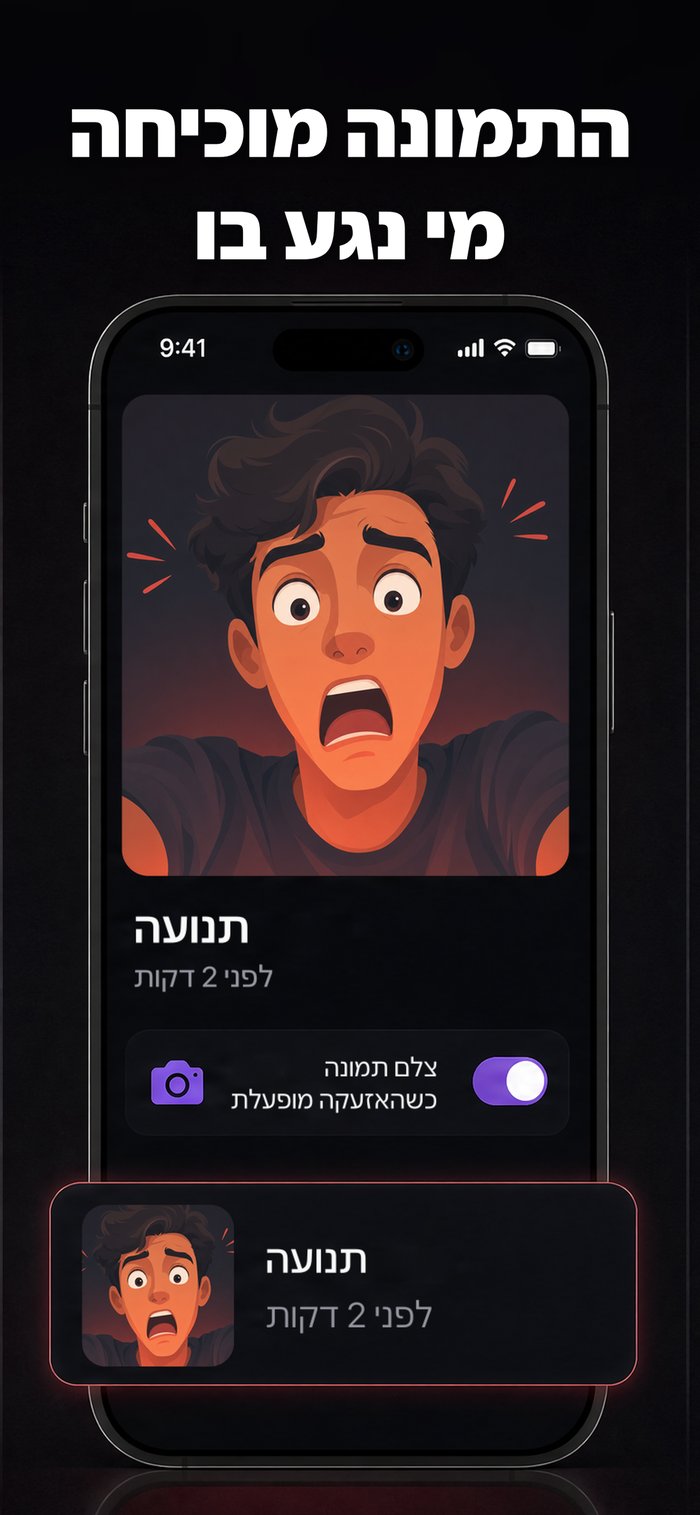 התמונה מוכיחה
מי נגע בו
9:41
תנועה
לפני 2 דקות
צלם תמונה
כשהאזעקה מופעלת
תנועה
לפני 2 דקות